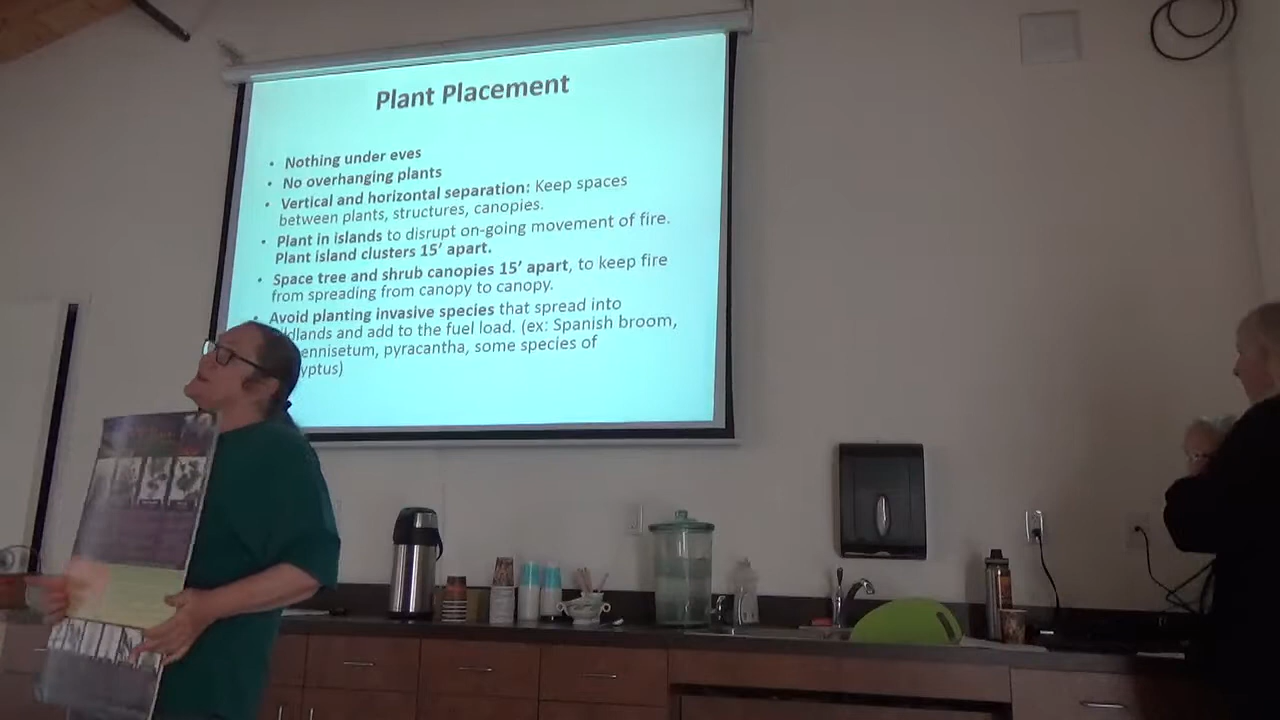 Plant Placement
• Nothing under eves
• No overhanging plants
• Vertical and horizontal separation: Keep spaces
between plants, structures, canopies.
• Plant in islands to disrupt on-going movement of fire.
Plant island clusters 15′ apart.
• Space tree and shrub canopies 15′ apart, to keep fire
from spreading from canopy to canopy.
• Avoid planting invasive species that spread into
dlands and add to the fuel load. (ex: Spanish broom,
ennisetum, pyracantha, some species of
yptus)